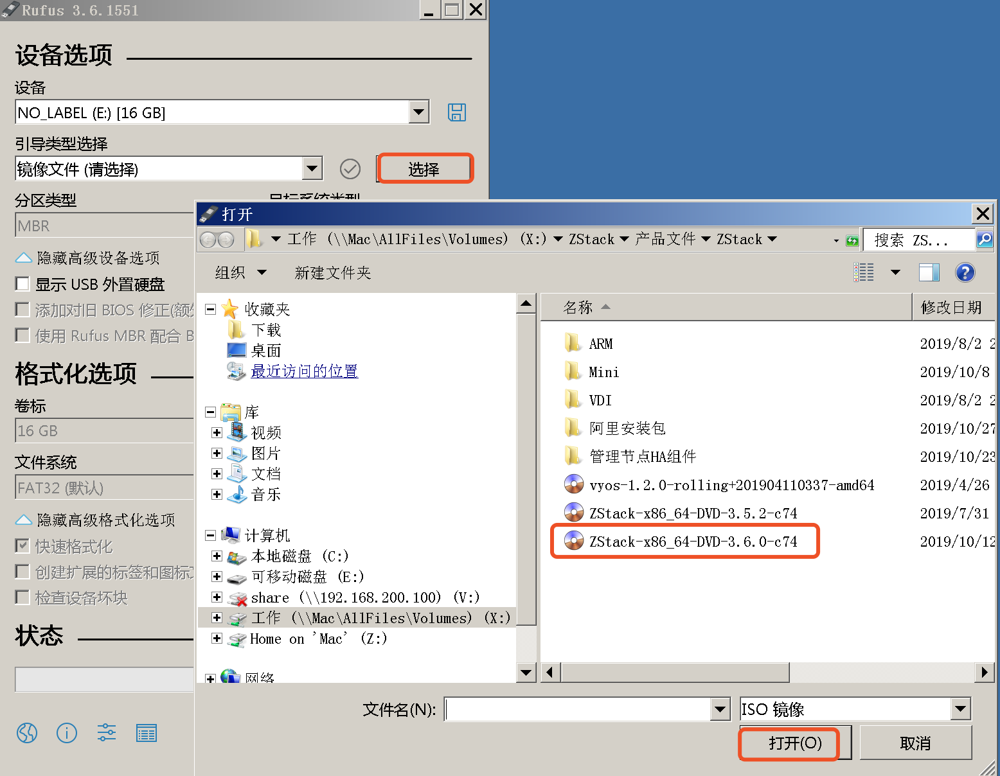 Rufus 3.6.1551
设备选项
设备
NO_LABEL (E:) [16 GB]
引导类型选择
镜像文件 (请选择)
选择
分区类型
目标系统类型
MBR
隐藏高级设备选项
显示 USB 外置硬盘
添加对旧 BIOS 修正(额
使用 Rufus MBR 配合 B
格式化选项
卷标
16 GB
文件系统
FAT32 (默认)
隐藏高级格式化选项
快速格式化
创建扩展的标签和图标
检查设备坏块
状态
打开
工作 (\\Mac\AllFiles\Volumes) (X:) ZStack 产品文件 ZStack
搜索 ZS...
组织
新建文件夹
收藏夹
下载
桌面
最近访问的位置
库
视频
图片
文档
音乐
计算机
本地磁盘 (C:)
可移动磁盘 (E:)
share (\\192.168.200.100) (V:)
工作 (\\Mac\AllFiles\Volumes) (X:)
Home on 'Mac' (Z:)
网络
名称 修改日期
ARM 2019/8/2 2
Mini 2019/10/8
VDI 2019/8/2 2
阿里安装包 2019/10/27
管理节点HA组件 2019/10/23
vyos-1.2.0-rolling+201904110337-amd64 2019/4/26
ZStack-x86_64-DVD-3.5.2-c74 2019/7/31
ZStack-x86_64-DVD-3.6.0-c74 2019/10/12
文件名(N):
ISO 镜像
打开(O)
取消